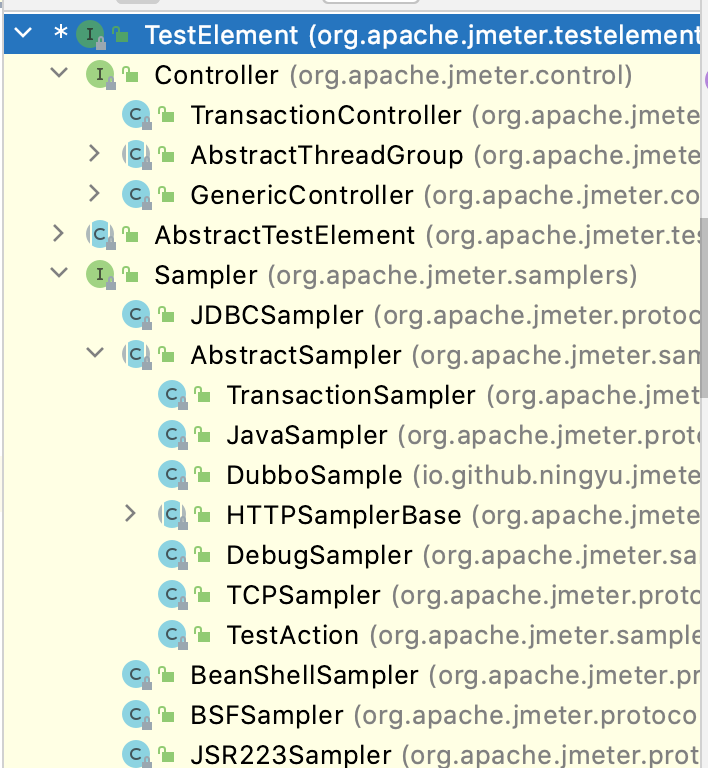 * I TestElement (org.apache.jmeter.testelement
I Controller (org.apache.jmeter.control)
C TransactionController (org.apache.jmete
C AbstractThreadGroup (org.apache.jmete
C GenericController (org.apache.jmeter.co
C AbstractTestElement (org.apache.jmeter.tes
I Sampler (org.apache.jmeter.samplers)
C JDBCSampler (org.apache.jmeter.protoc
C AbstractSampler (org.apache.jmeter.sam
C TransactionSampler (org.apache.jmet
C JavaSampler (org.apache.jmeter.proto
C DubboSample (io.github.ningyu.jmete
C HTTPSamplerBase (org.apache.jmete
C DebugSampler (org.apache.jmeter.sa
C TCPSampler (org.apache.jmeter.proto
C TestAction (org.apache.jmeter.sample
C BeanShellSampler (org.apache.jmeter.pr
C BSFSampler (org.apache.jmeter.protoco
C JSR223Sampler (org.apache.jmeter.prot